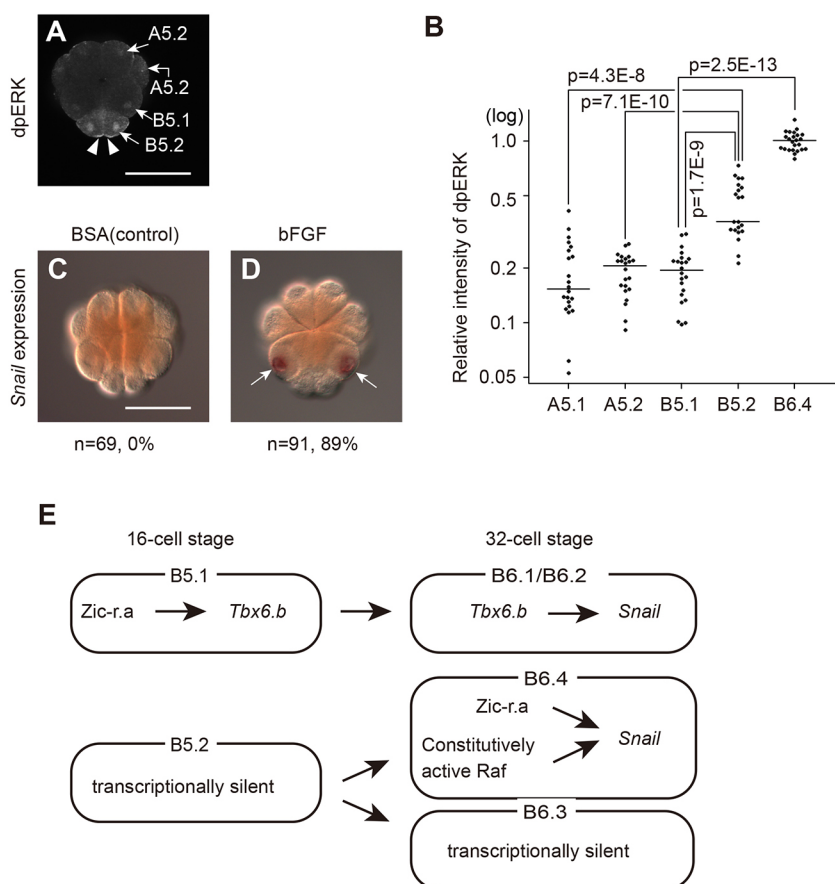 A
A5.2
A5.2
B5.1
B5.2
dpERK
B
(log)
1.0
0.5
0.2
0.1
0.05
Relative intensity of dpERK
p=4.3E-8
p=2.5E-13
p=7.1E-10
p=1.7E-9
A5.1 A5.2 B5.1 B5.2 B6.4
BSA(control) bFGF
C D
Snail expression
n=69, 0% n=91, 89%
E
16-cell stage 32-cell stage
B5.1 B6.1/B6.2
Zic-r.a Tbx6.b Tbx6.b Snail
B6.4
Zic-r.a
B5.2
Constitutively
active Raf
Snail
transcriptionally silent
B6.3
transcriptionally silent